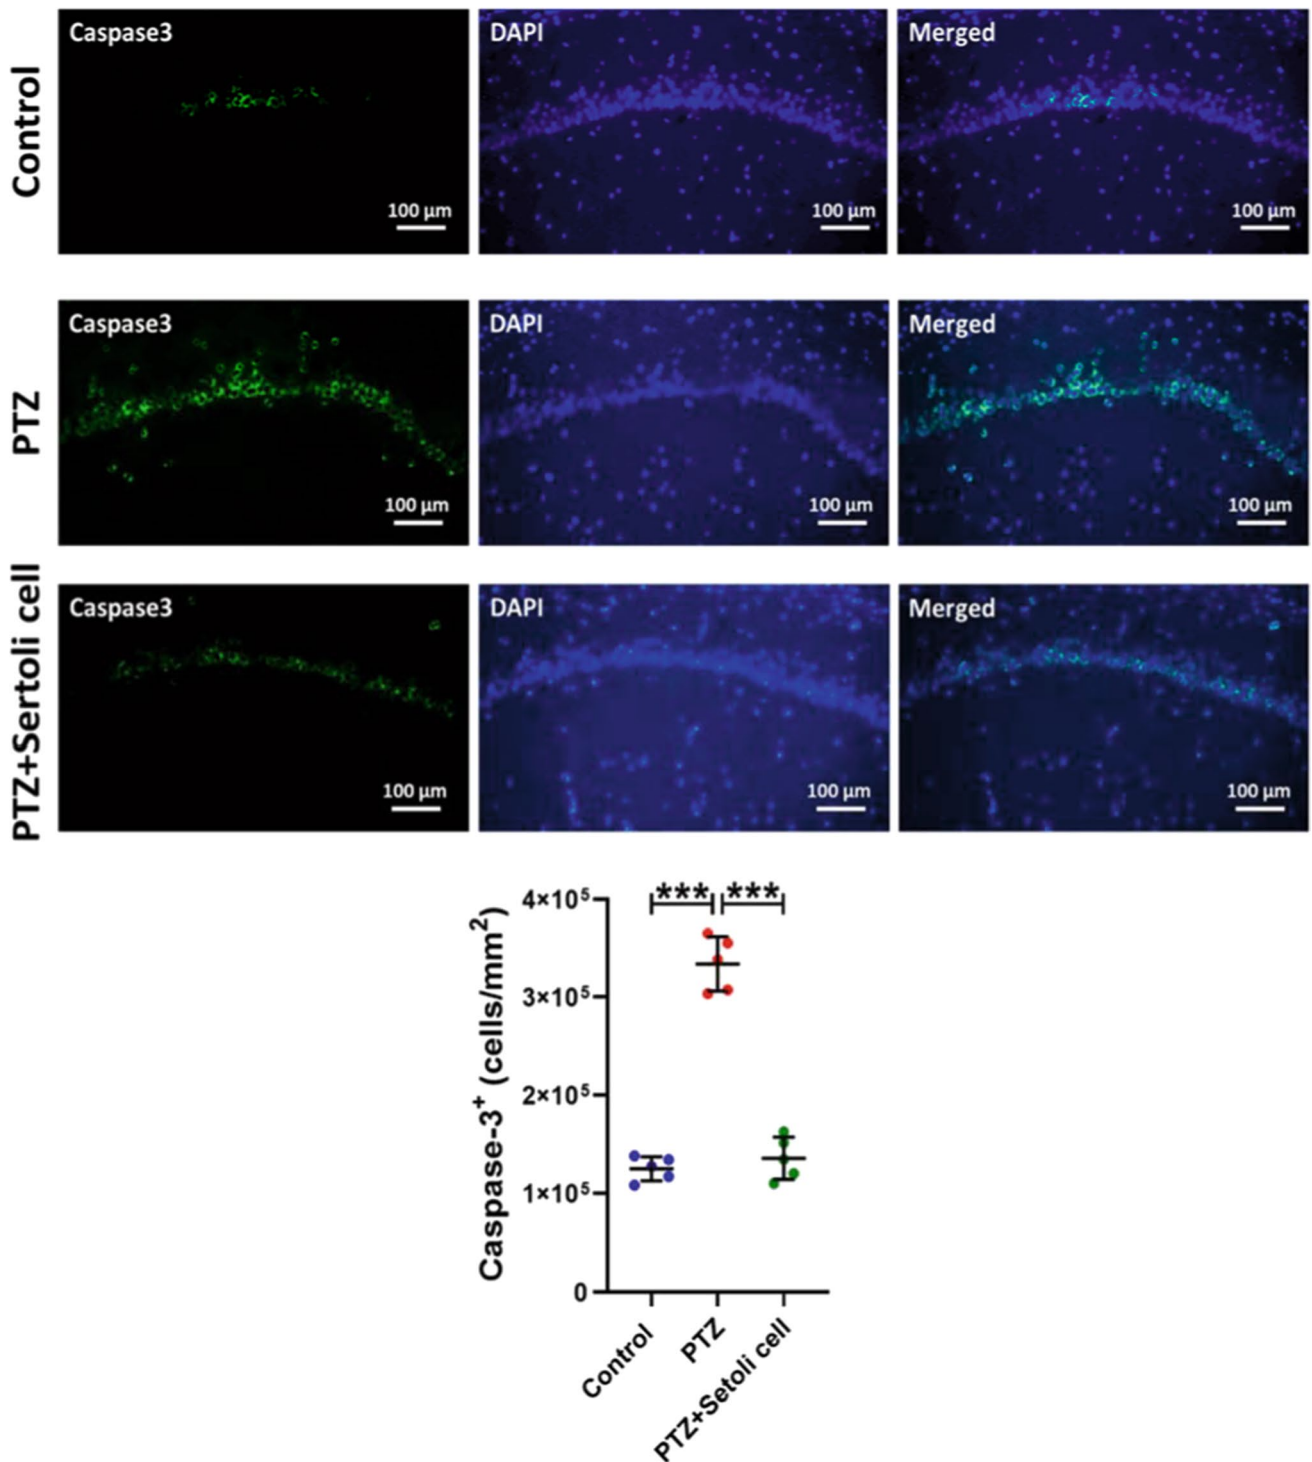 Control
Caspase3
DAPI
Merged
100 µm
100 µm
100 µm
PTZ
Caspase3
DAPI
Merged
100 µm
100 µm
100 µm
PTZ+Sertoli cell
Caspase3
DAPI
Merged
100 µm
100 µm
100 µm
Caspase-3⁺ (cells/mm²)
4×10⁵
3×10⁵
2×10⁵
1×10⁵
0
*** ***
Control
PTZ
PTZ+Setoli cell